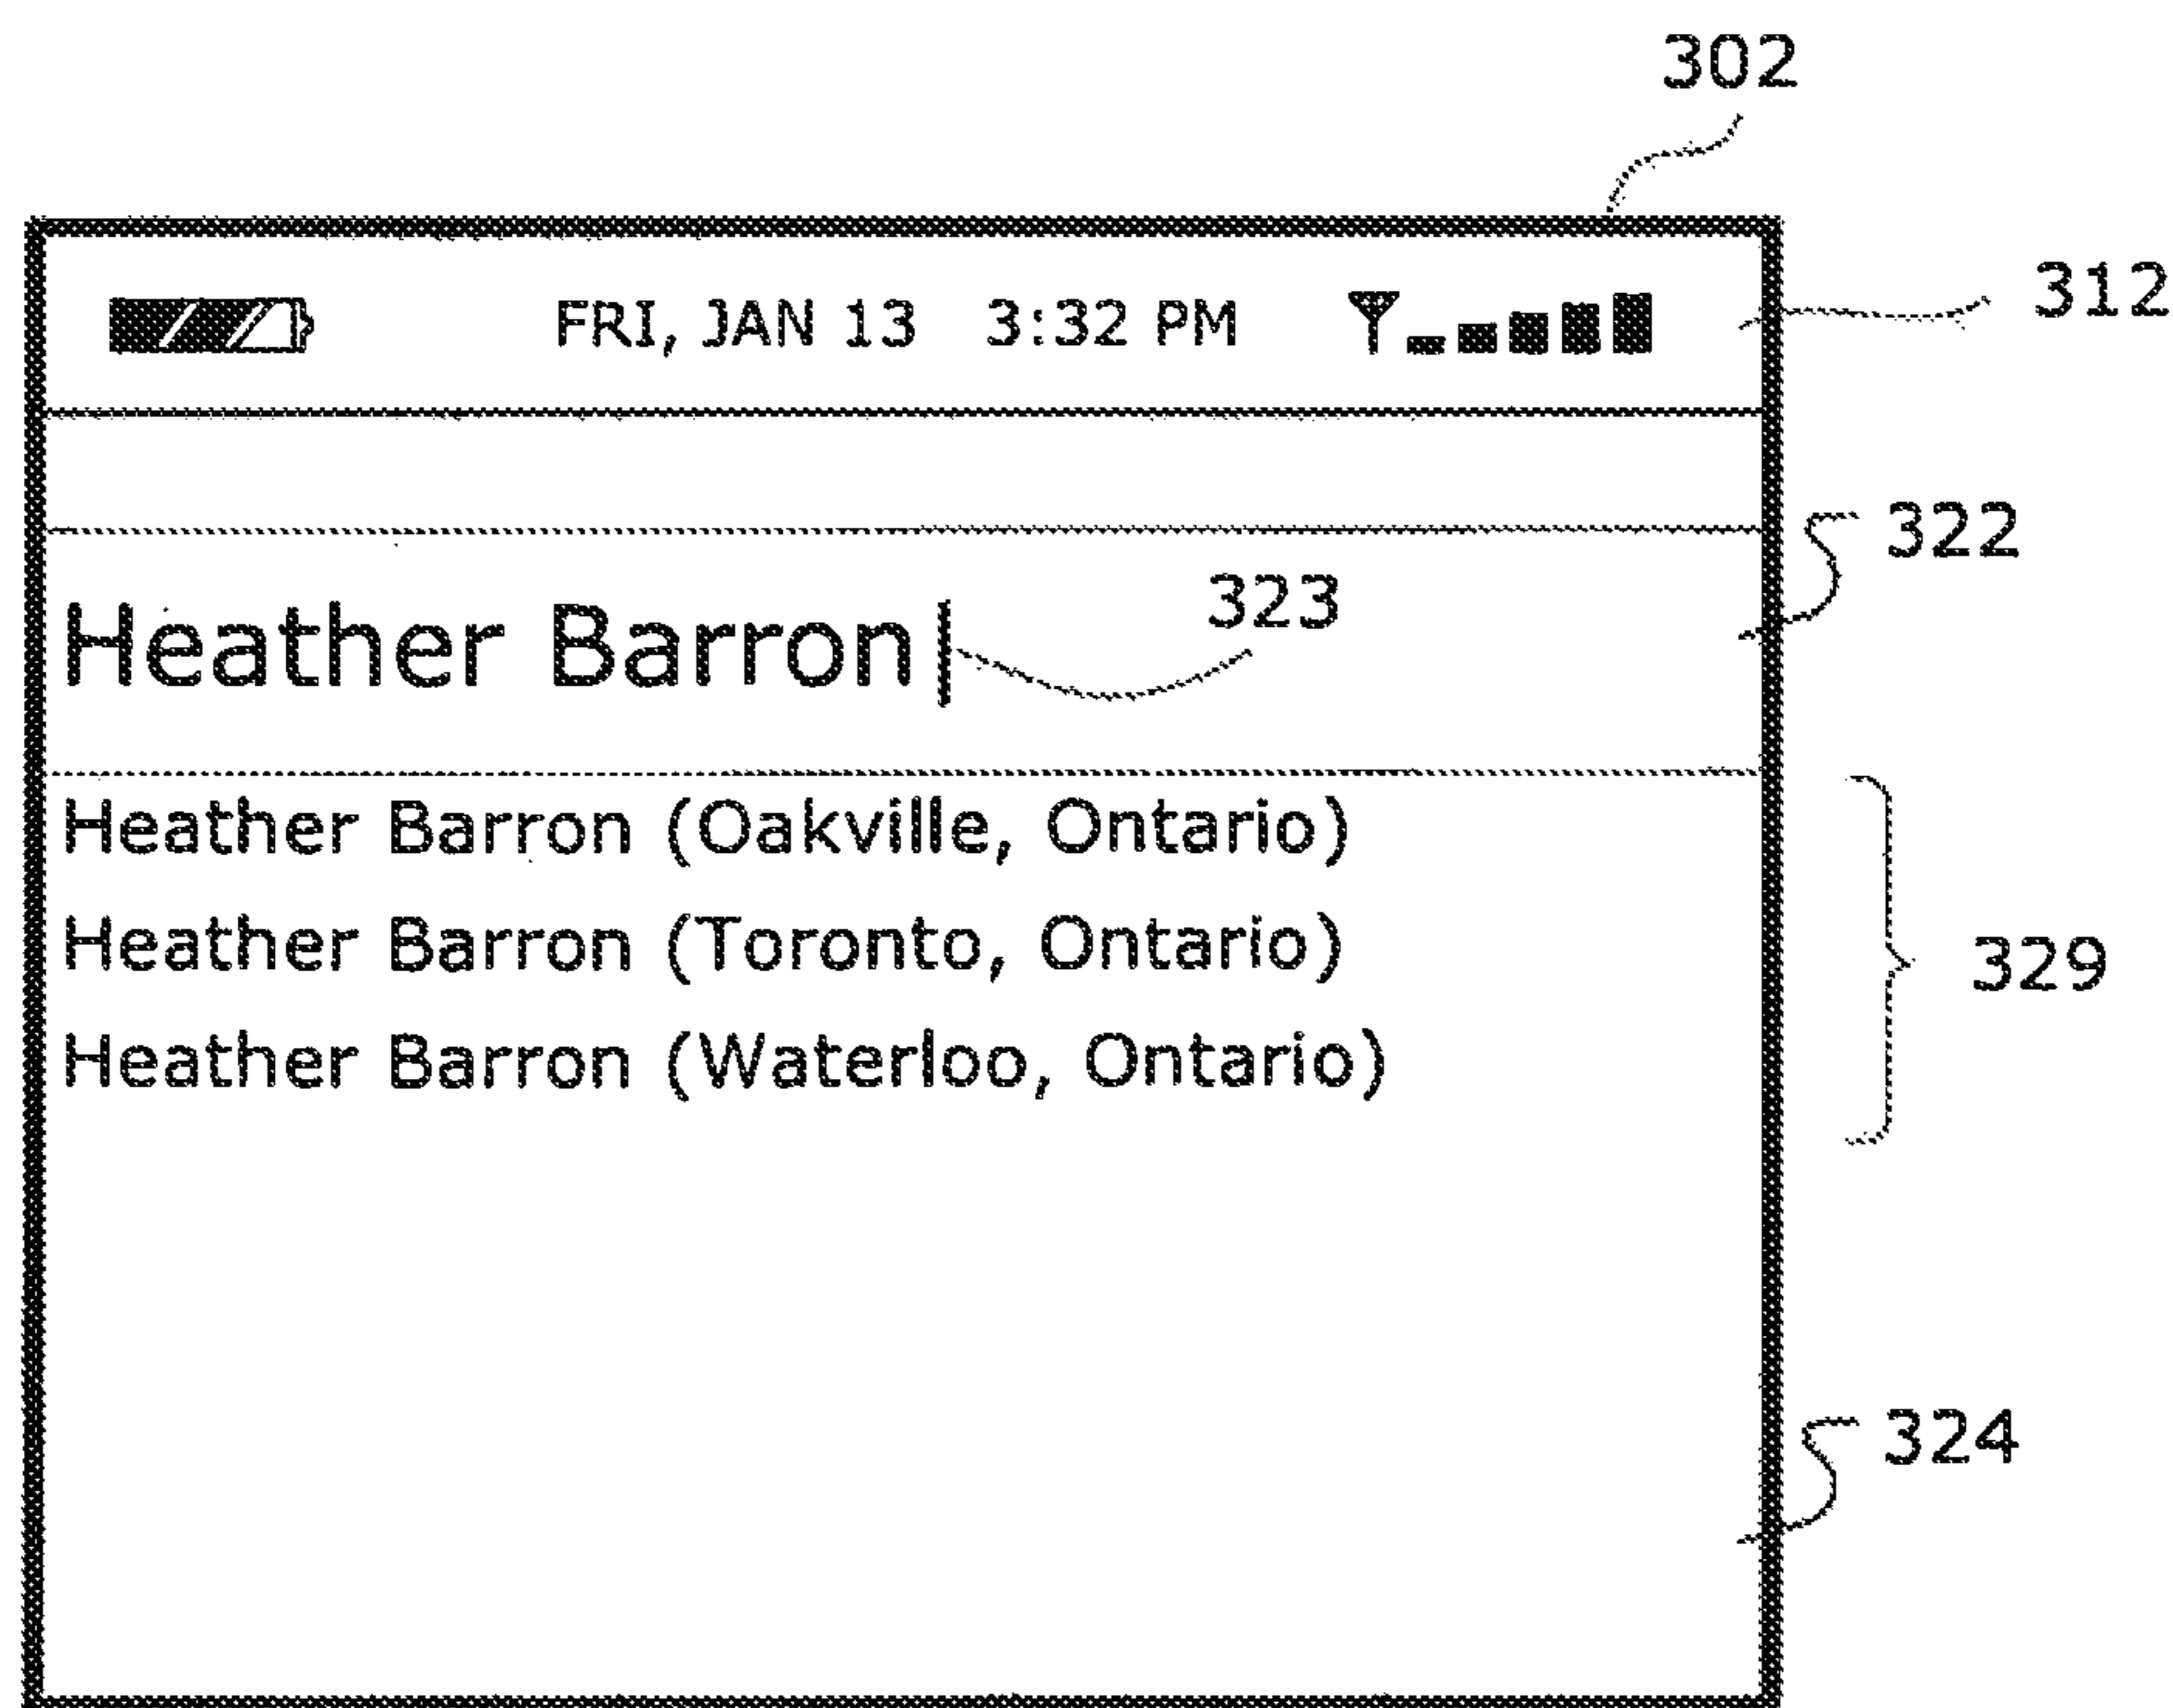 302
FRI, JAN 13 3:32 PM
312
322
323
Heather Barron
Heather Barron (Oakville, Ontario)
Heather Barron (Toronto, Ontario)
329
Heather Barron (Waterloo, Ontario)
324